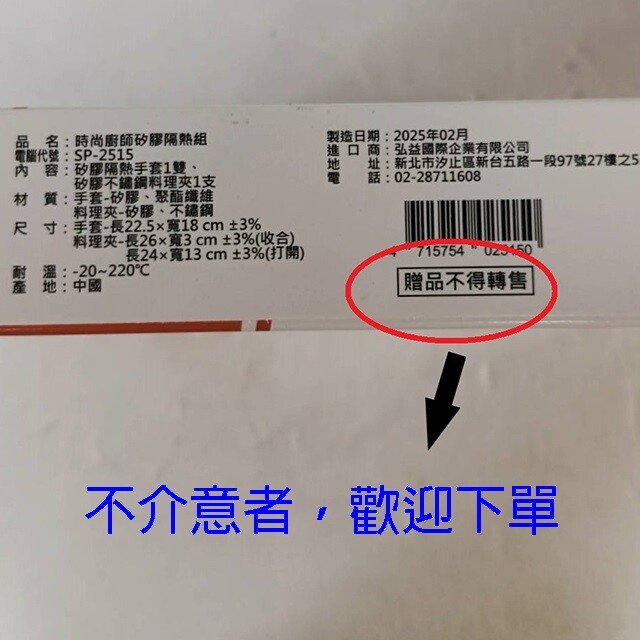 品 名：時尚廚師矽膠隔熱組
電腦代號：SP-2515
內 容：矽膠隔熱手套1雙、
矽膠不鏽鋼料理夾1支
材 質：手套-矽膠、聚酯纖維
料理夾-矽膠、不鏽鋼
尺 寸：手套-長22.5×寬18 cm ±3%
料理夾-長26×寬3 cm ±3%(收合)
長24×寬13 cm ±3%(打開)
耐 溫：-20~220℃
產 地：中國
製造日期：2025年02月
進 口 商：弘益國際企業有限公司
地 址：新北市汐止區新台五路一段97號27樓之5
電 話：02-28711608
4 715754 023150
贈品不得轉售
不介意者，歡迎下單